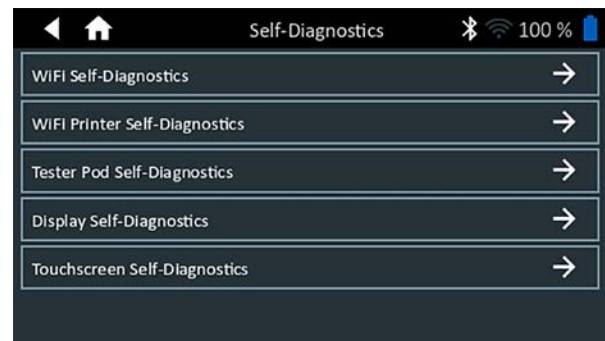 Self-Diagnostics 100 %
WiFi Self-Diagnostics
WiFi Printer Self-Diagnostics
Tester Pod Self-Diagnostics
Display Self-Diagnostics
Touchscreen Self-Diagnostics